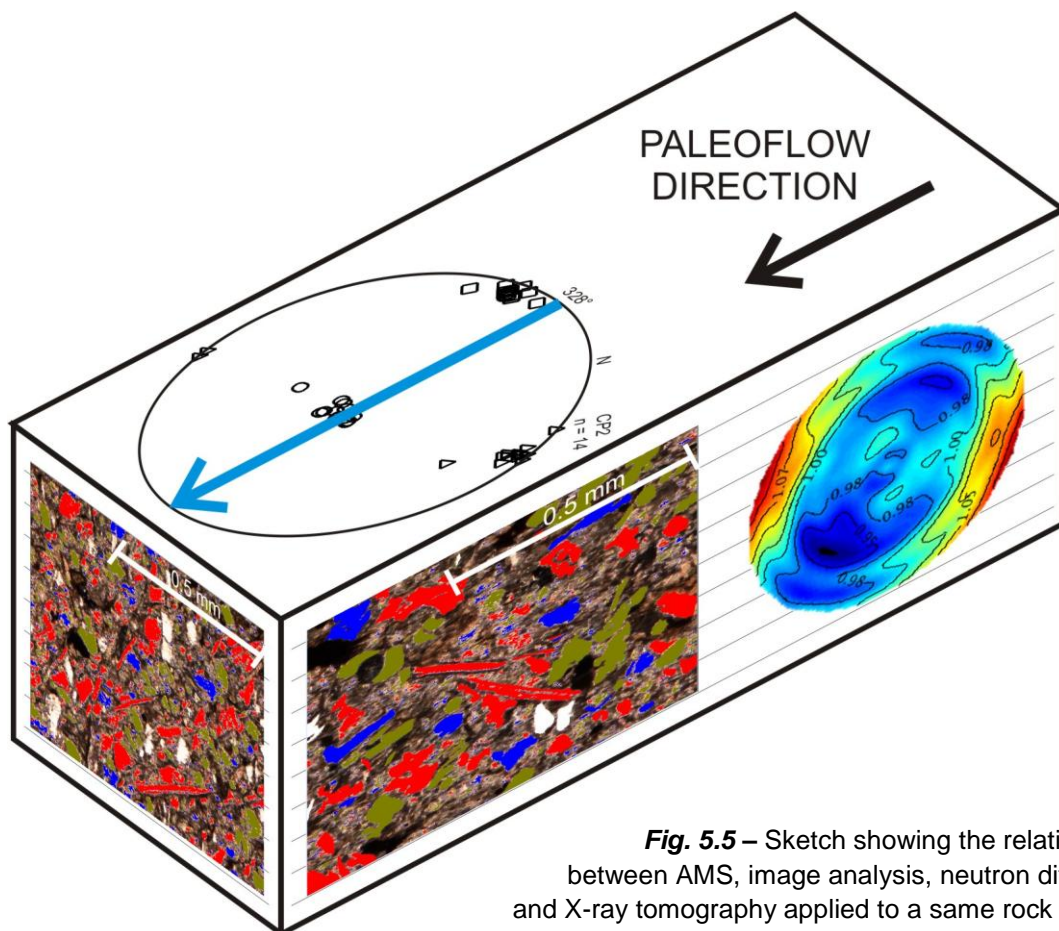 PALEOFLOW
DIRECTION
328°
N
CP2
n = 14
0.5 mm
0.5 mm
0.98
0.98
1.00
1.00
1.07
1.05
0.98
0.98
0.98
Fig. 5.5 – Sketch showing the relati
between AMS, image analysis, neutron di
and X-ray tomography applied to a same rock